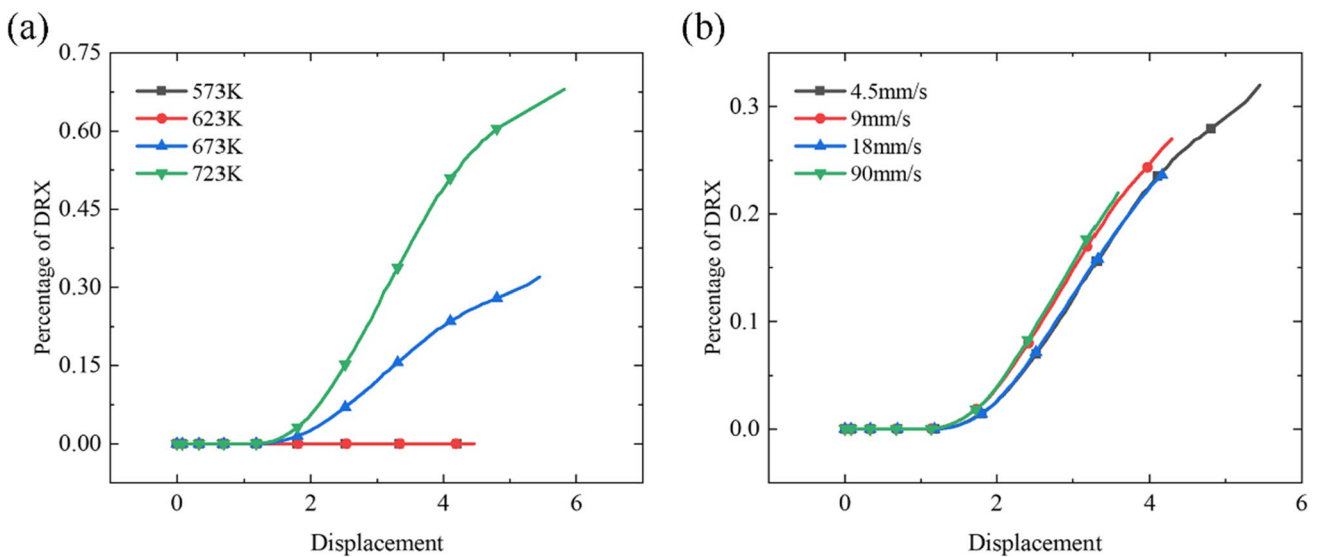 (a)
0.75
0.60
0.45
0.30
0.15
0.00
Percentage of DRX
573K
623K
673K
723K
0 2 4 6
Displacement
(b)
0.3
0.2
0.1
0.0
Percentage of DRX
4.5mm/s
9mm/s
18mm/s
90mm/s
0 2 4 6
Displacement